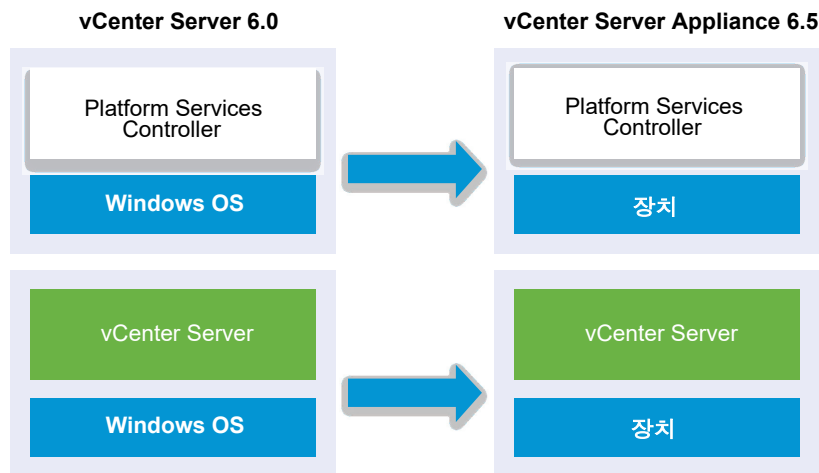 vCenter Server 6.0
vCenter Server Appliance 6.5
Platform Services
Controller
Platform Services
Controller
Windows OS
장치
vCenter Server
vCenter Server
Windows OS
장치